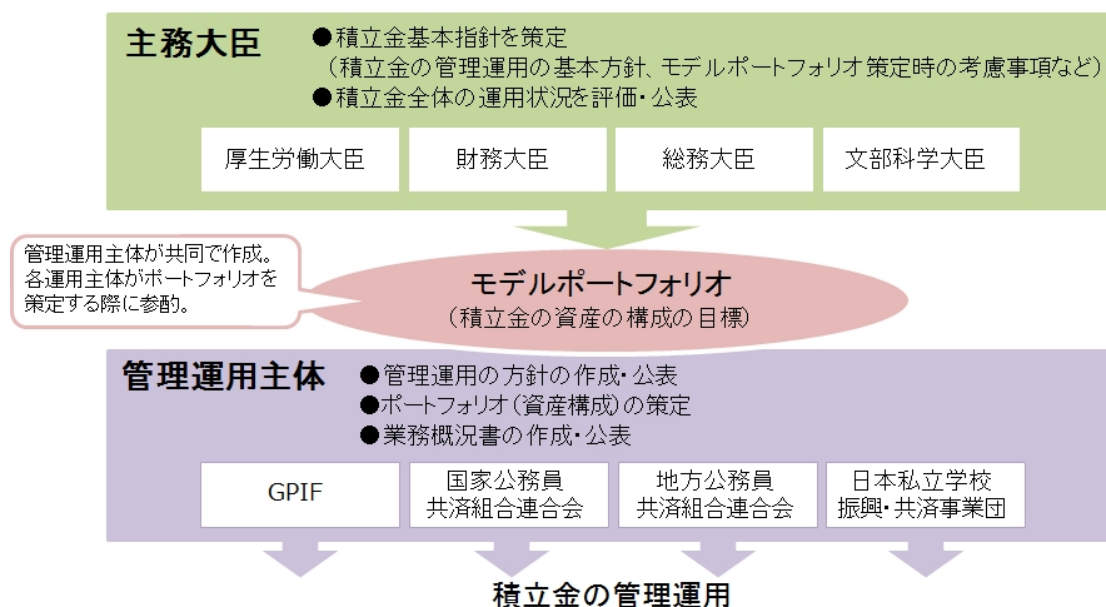 主務大臣
●積立金基本指針を策定
(積立金の管理運用の基本方針、モデルポートフォリオ策定時の考慮事項など)
●積立金全体の運用状況を評価・公表
厚生労働大臣
財務大臣
総務大臣
文部科学大臣
管理運用主体が共同で作成。
各運用主体がポートフォリオを
策定する際に参酌。
モデルポートフォリオ
(積立金の資産の構成の目標)
管理運用主体
●管理運用の方針の作成・公表
●ポートフォリオ(資産構成)の策定
●業務概況書の作成・公表
GPIF
国家公務員
共済組合連合会
地方公務員
共済組合連合会
日本私立学校
振興・共済事業団
積立金の管理運用